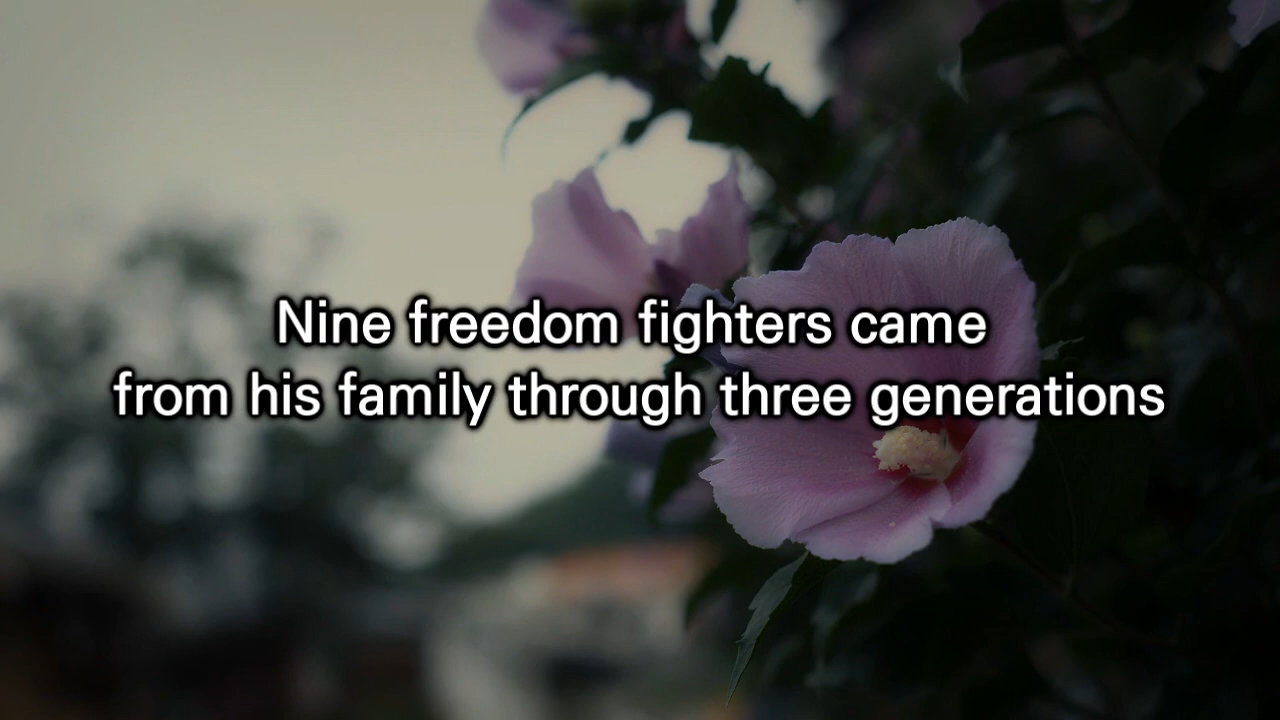 Nine freedom fighters came
from his family through three generations